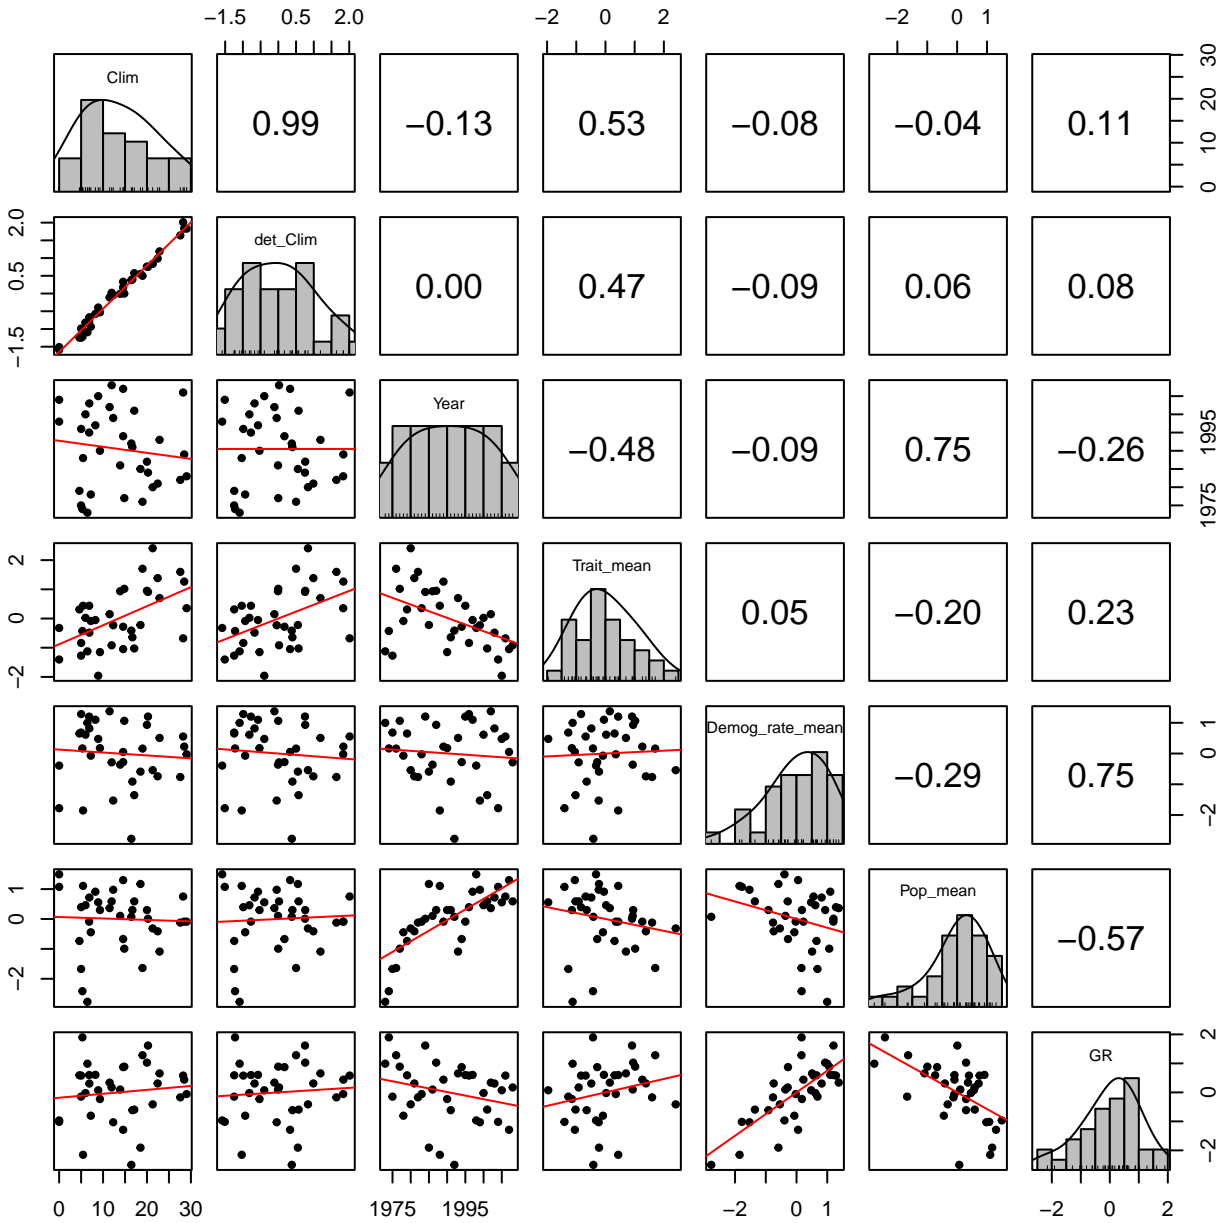 −1.5 0.5 2.0 −2 0 2 −2 0 1
Clim 0.99 −0.13 0.53 −0.08 −0.04 0.11 0 10 20 30
−1.5 0.5 2.0 det_Clim 0.00 0.47 −0.09 0.06 0.08
Year −0.48 −0.09 0.75 −0.26 1975 1995
−2 0 2 Trait_mean 0.05 −0.20 0.23
Demog_rate_mean −0.29 0.75 −2 0 1
−2 0 1 Pop_mean −0.57
GR −2 0 2
0 10 20 30 1975 1995 −2 0 1 −2 0 2